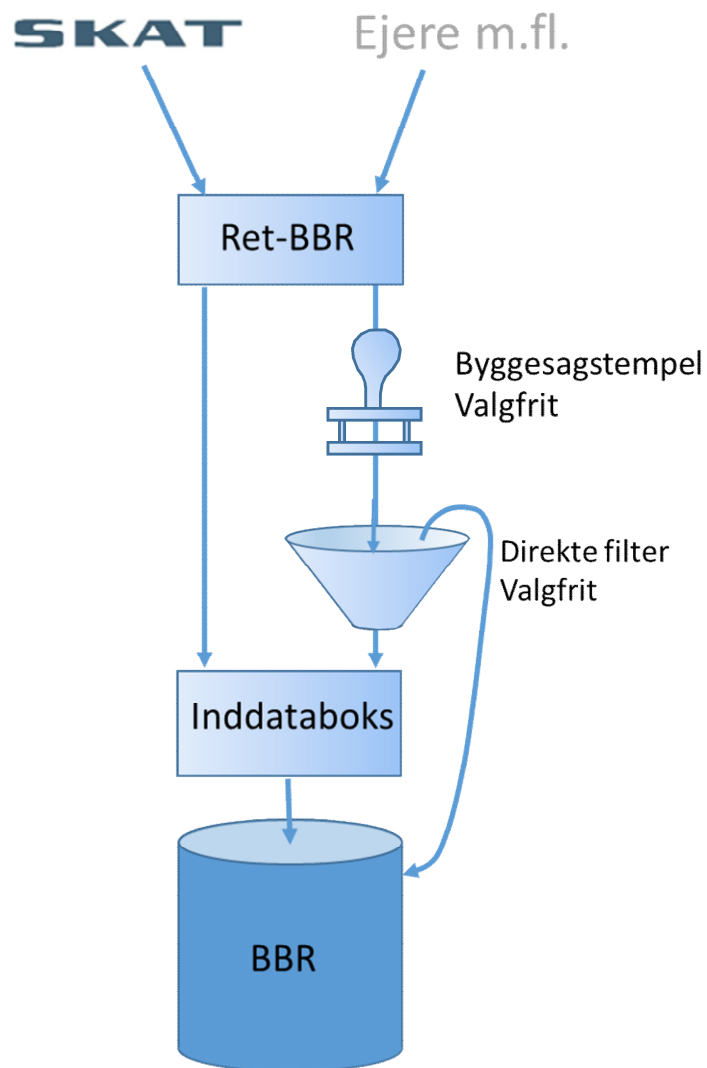 SKAT
Ejere m.fl.
Ret-BBR
Byggesagstempel
Valgfrit
Direkte filter
Valgfrit
Inddataboks
BBR